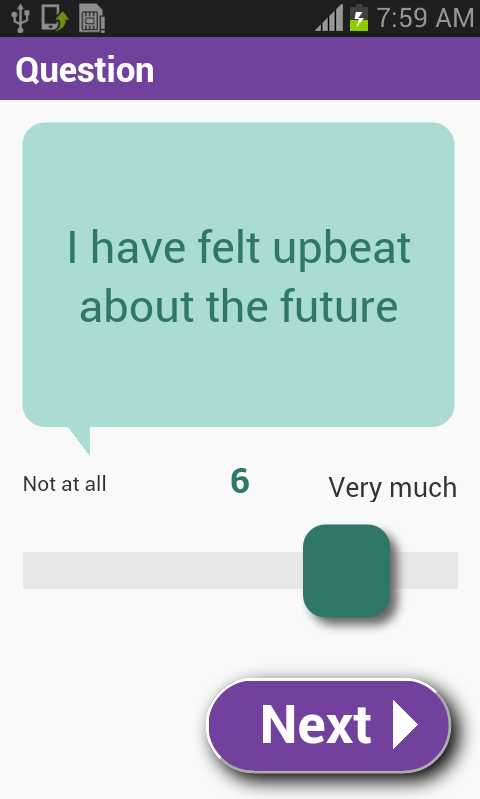 7:59 AM
Question
I have felt upbeat
about the future
Not at all
6
Very much
Next